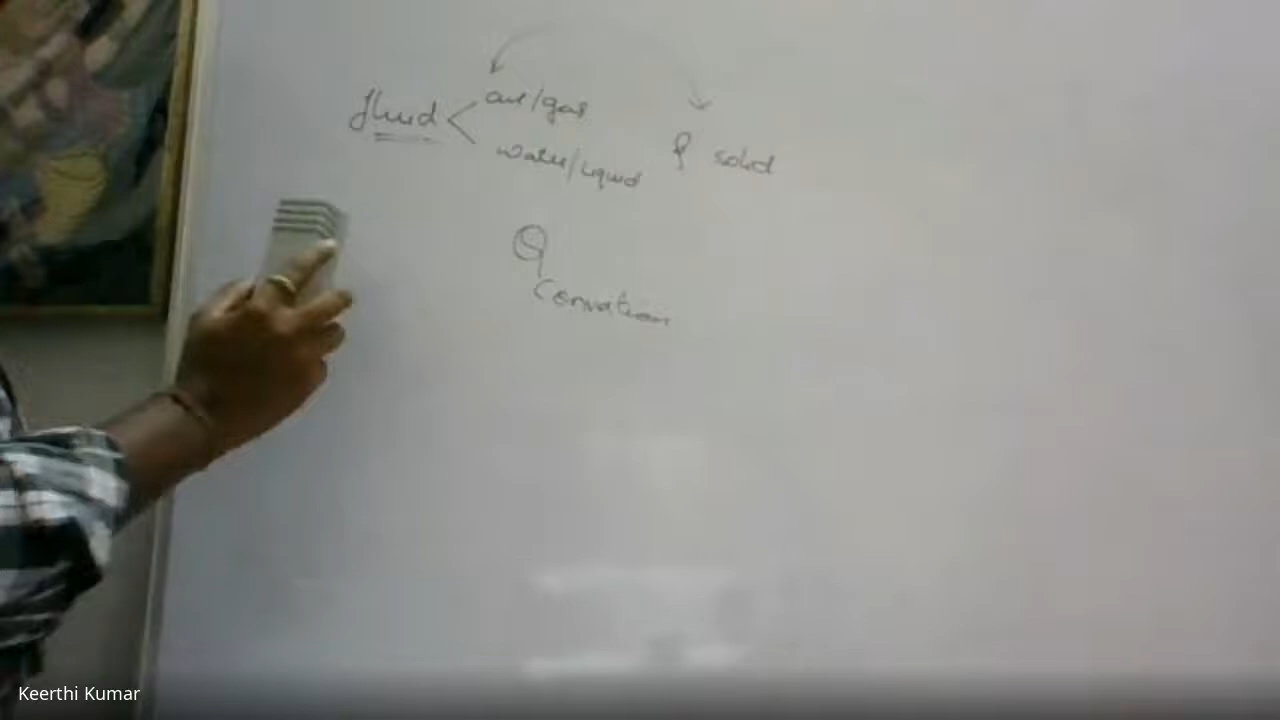 fluid < air/gas
water/liquid & solid
Q convection
Keerthi Kumar